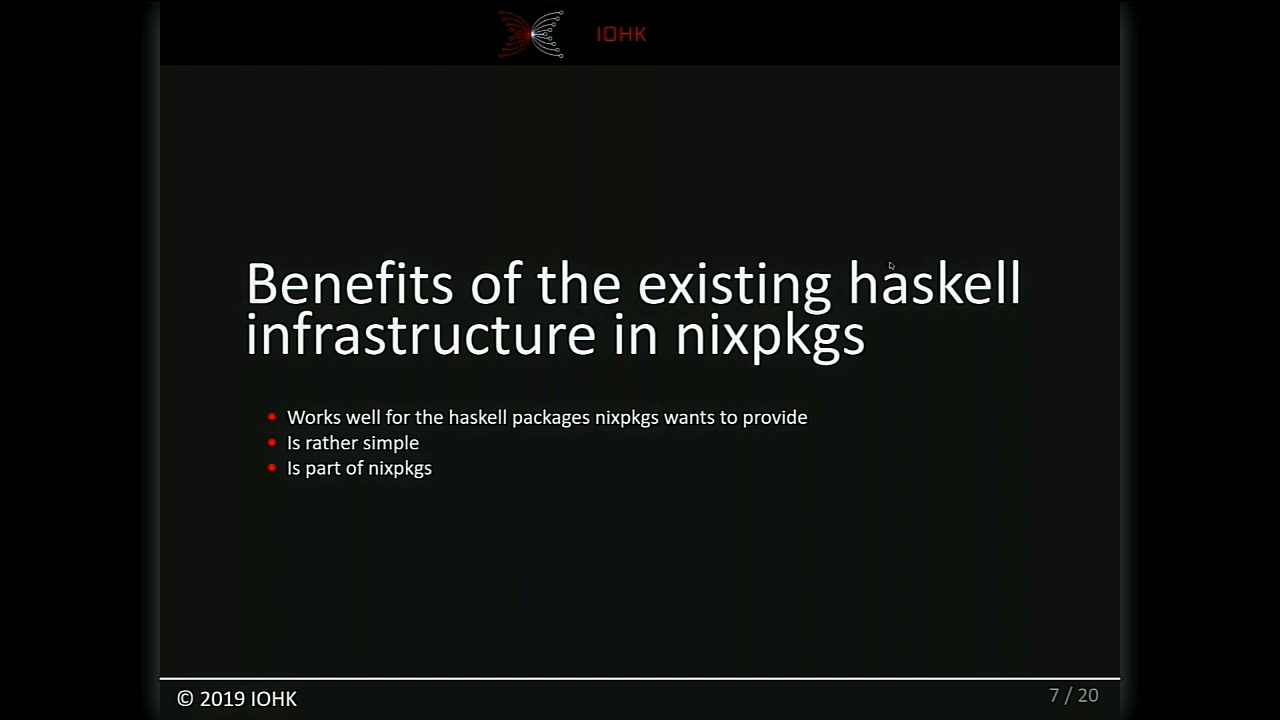 IOHK
Benefits of the existing haskell
infrastructure in nixpkgs
Works well for the haskell packages nixpkgs wants to provide
Is rather simple
Is part of nixpkgs
© 2019 IOHK
7 / 20